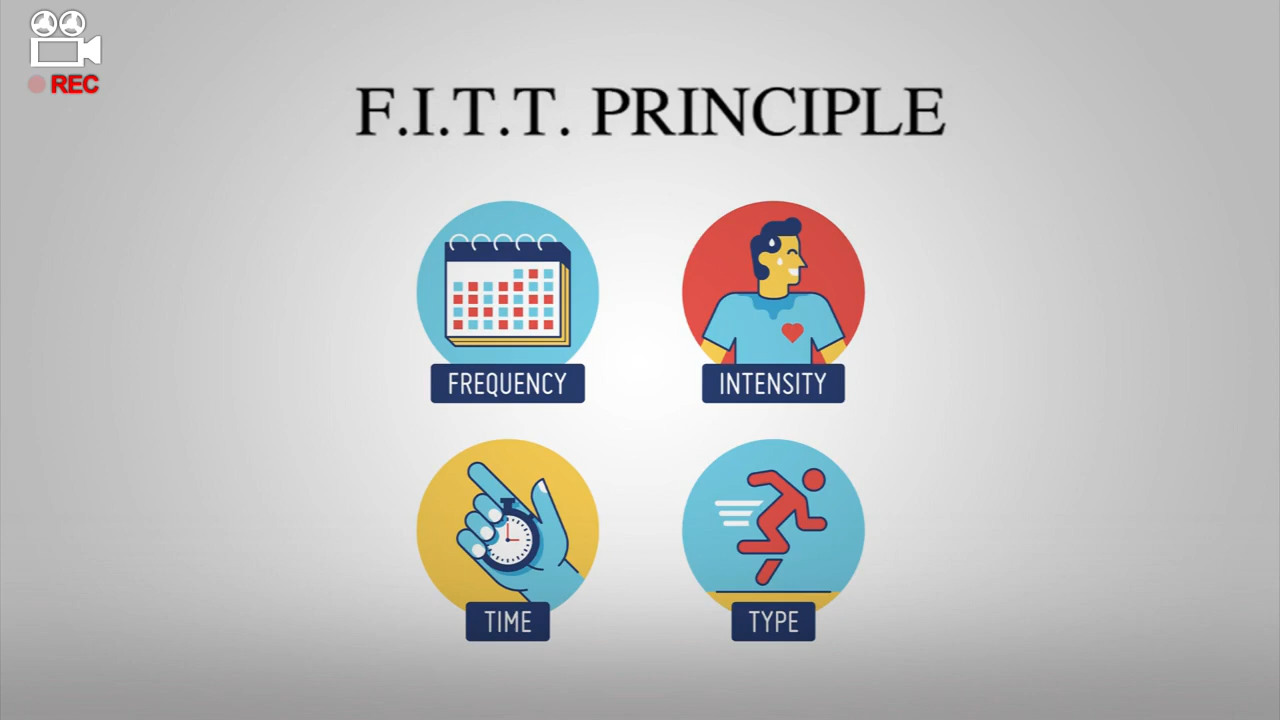 REC
F.I.T.T. PRINCIPLE
FREQUENCY
INTENSITY
TIME
TYPE